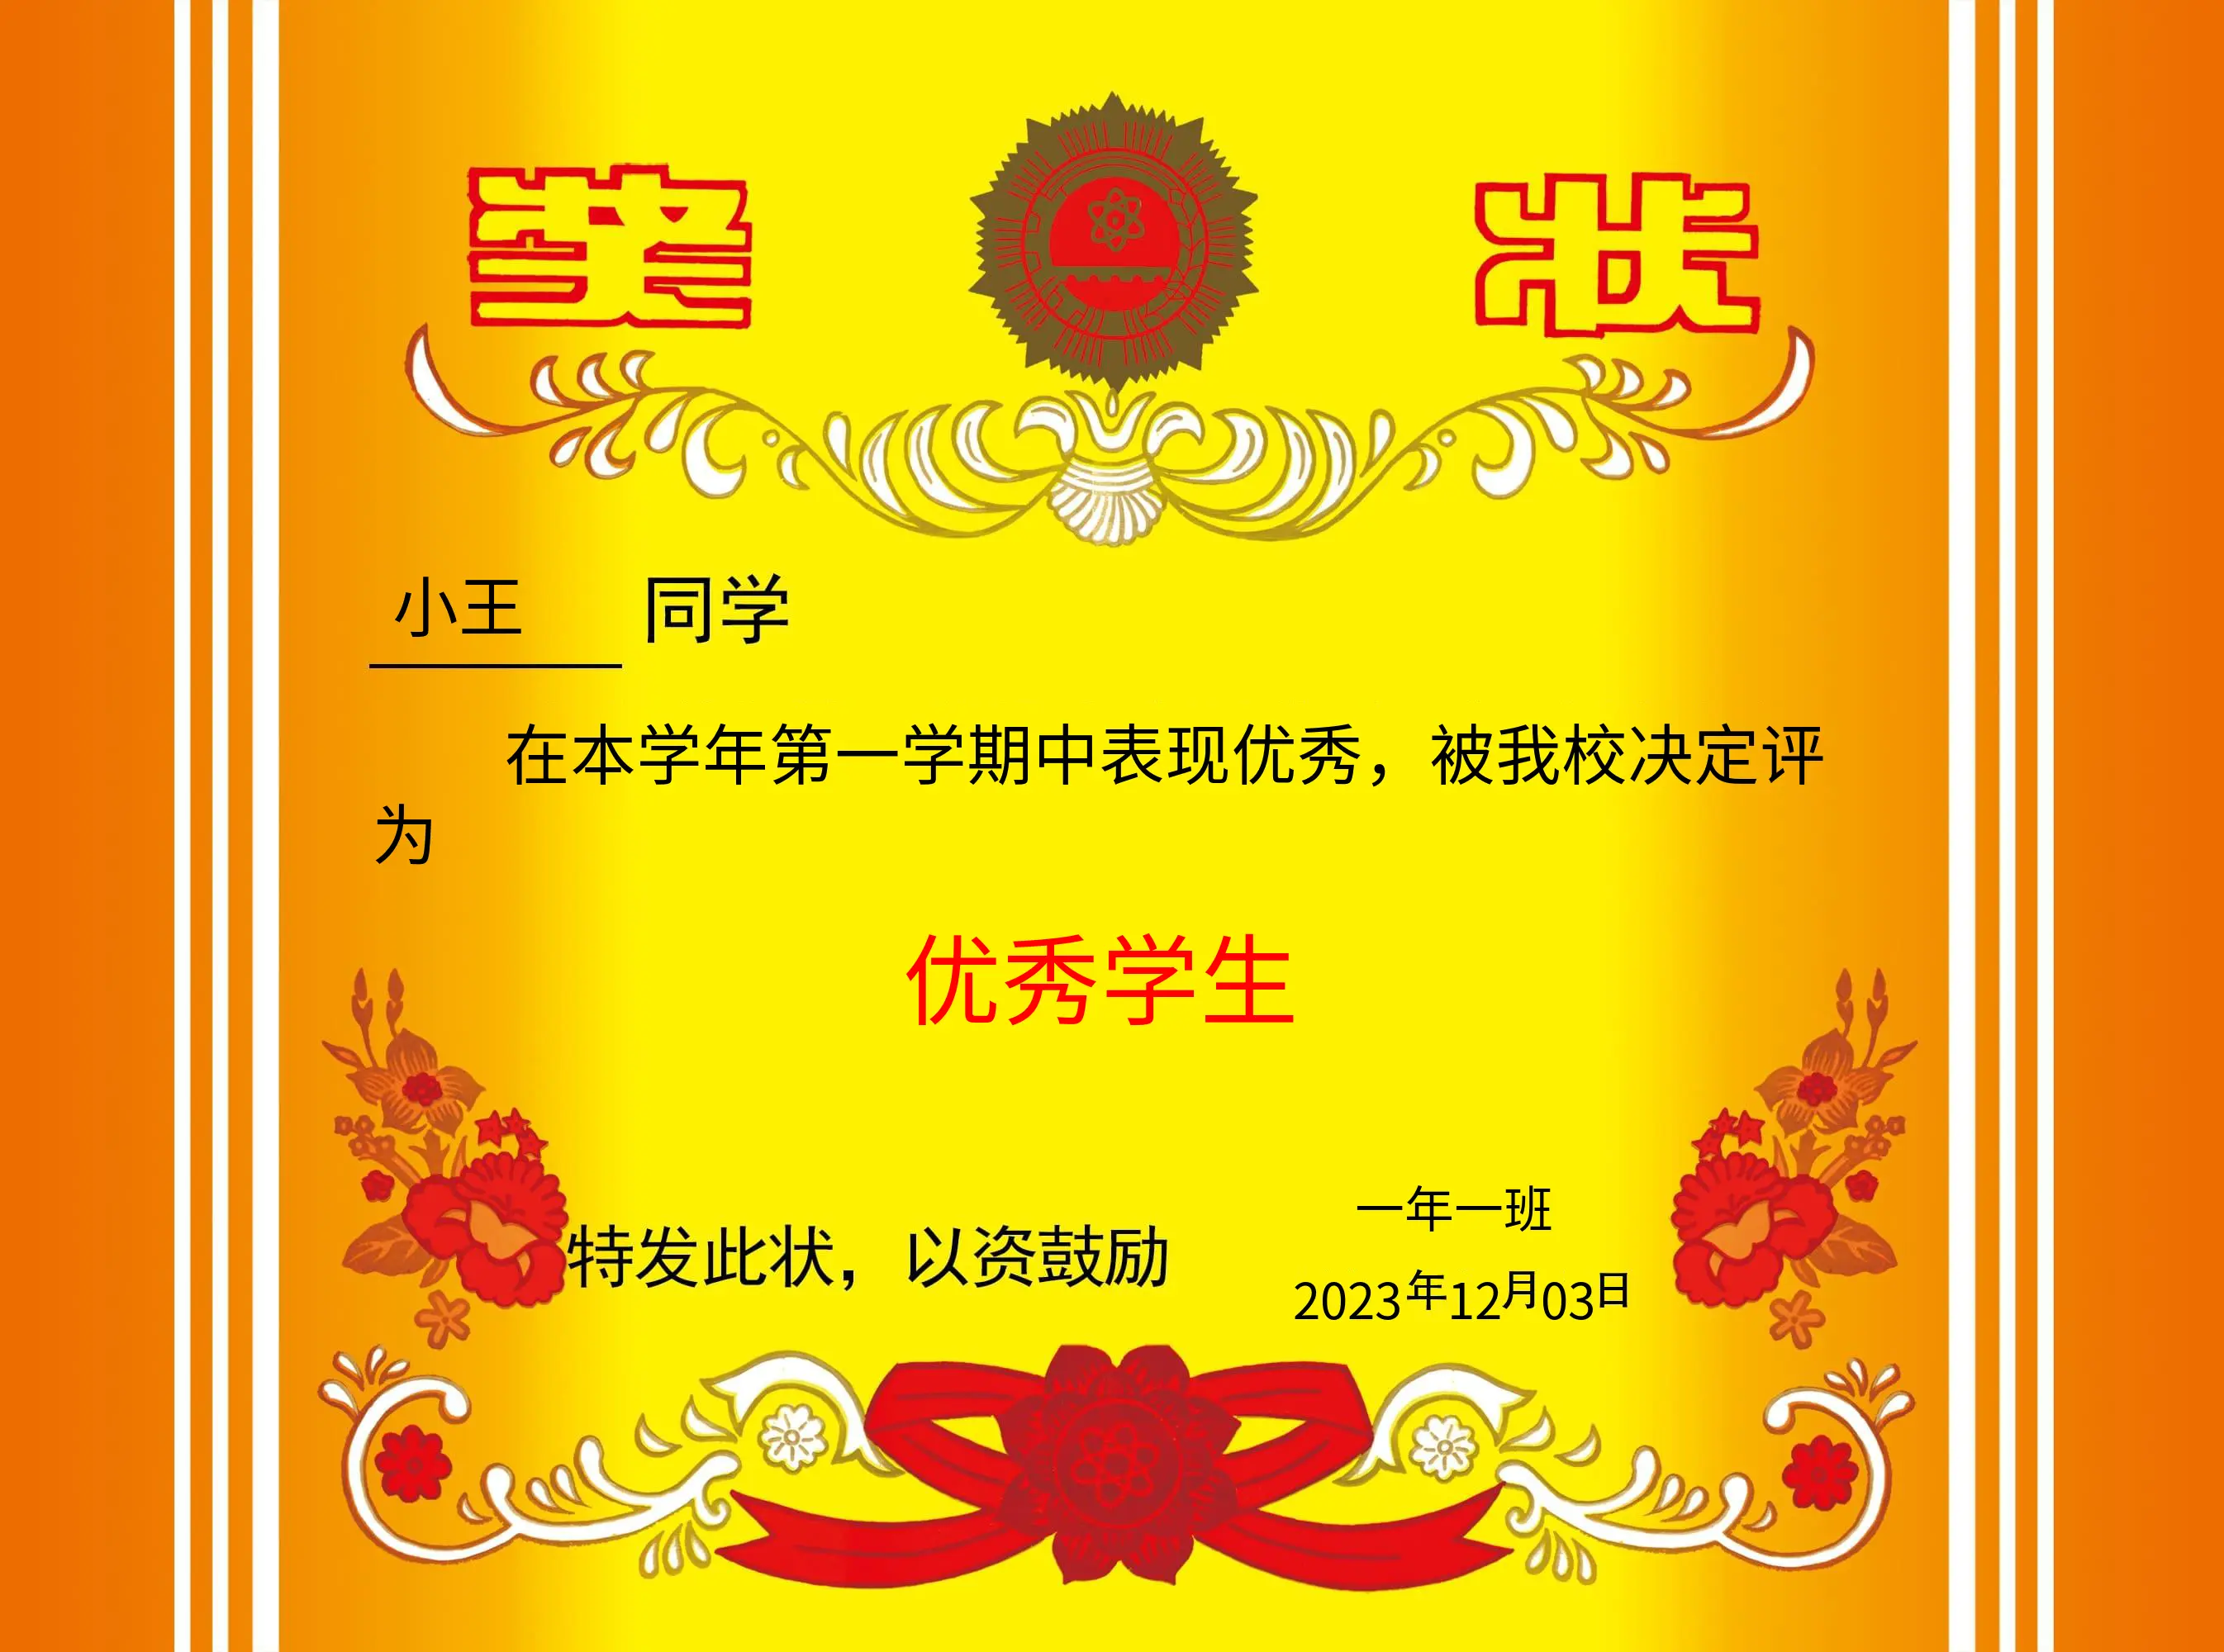 奖 状
小王 同学
在本学年第一学期中表现优秀，被我校决定评
为
优秀学生
一年一班
特发此状，以资鼓励
2023年12月03日